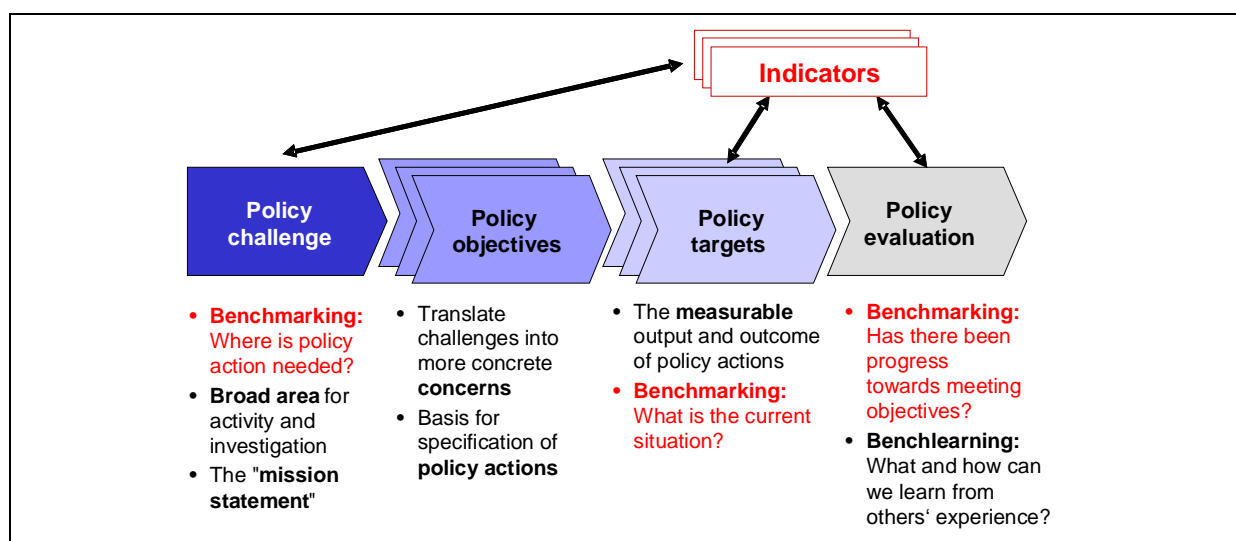 Indicators
Policy
challenge
Policy
objectives
Policy
targets
Policy
evaluation
• Benchmarking:
Where is policy
action needed?
• Broad area for
activity and
investigation
• The "mission
statement"
• Translate
challenges into
more concrete
concerns
• Basis for
specification of
policy actions
• The measurable
output and outcome
of policy actions
• Benchmarking:
What is the current
situation?
• Benchmarking:
Has there been
progress
towards meeting
objectives?
• Benchlearning:
What and how can
we learn from
others‘ experience?